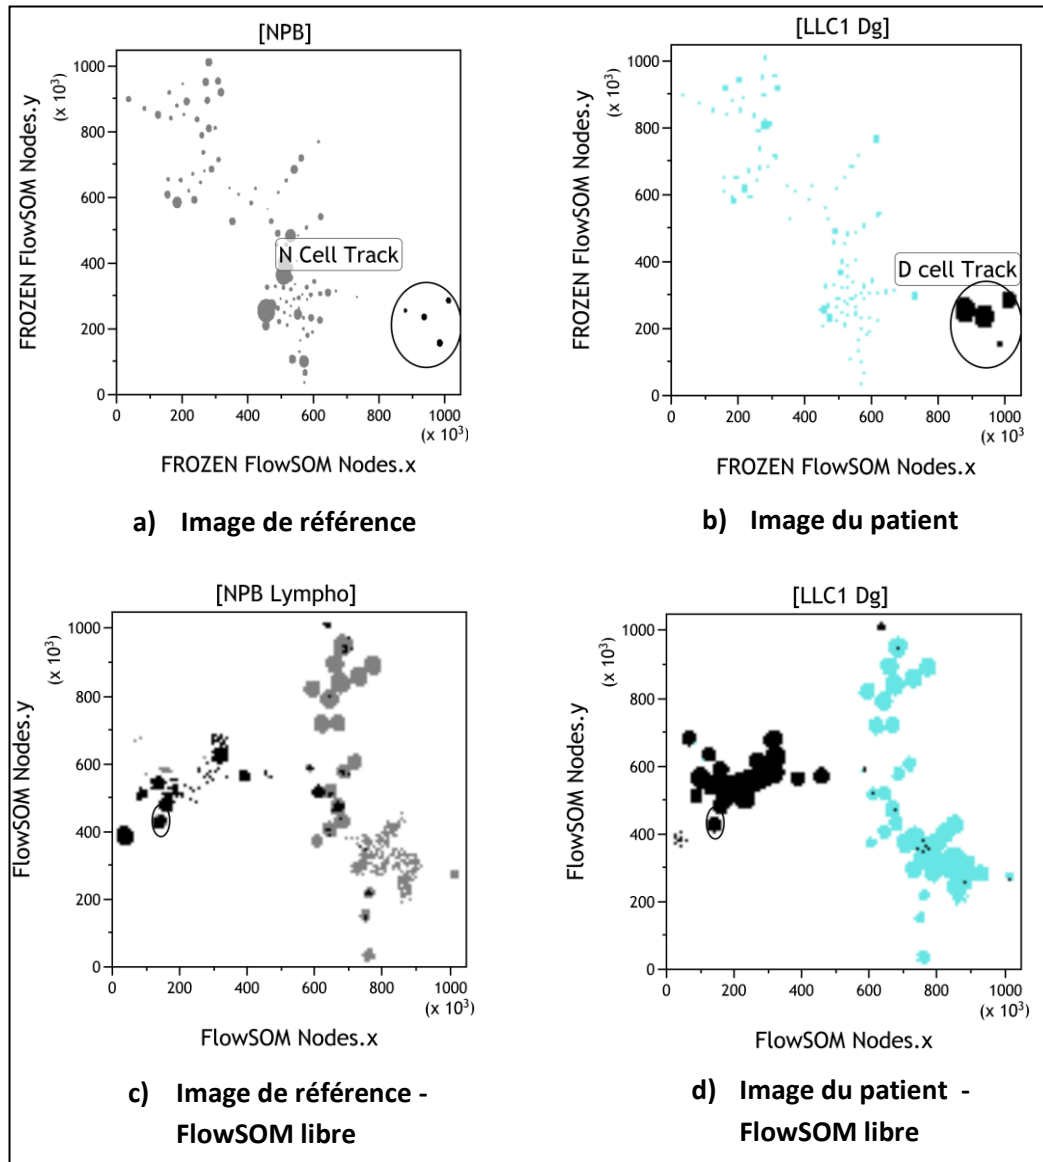 [NPB]
FROZEN FlowSOM Nodes.y
(x 10³)
1000
800
600
400
200
0
N Cell Track
0 200 400 600 800 1000
(x 10³)
FROZEN FlowSOM Nodes.x
a) Image de référence
[LLC1 Dg]
FROZEN FlowSOM Nodes.y
(x 10³)
1000
800
600
400
200
0
D cell Track
0 200 400 600 800 1000
(x 10³)
FROZEN FlowSOM Nodes.x
b) Image du patient
[NPB Lympho]
FlowSOM Nodes.y
(x 10³)
1000
800
600
400
200
0
0 200 400 600 800 1000
(x 10³)
FlowSOM Nodes.x
c) Image de référence -
FlowSOM libre
[LLC1 Dg]
FlowSOM Nodes.y
(x 10³)
1000
800
600
400
200
0
0 200 400 600 800 1000
(x 10³)
FlowSOM Nodes.x
d) Image du patient -
FlowSOM libre